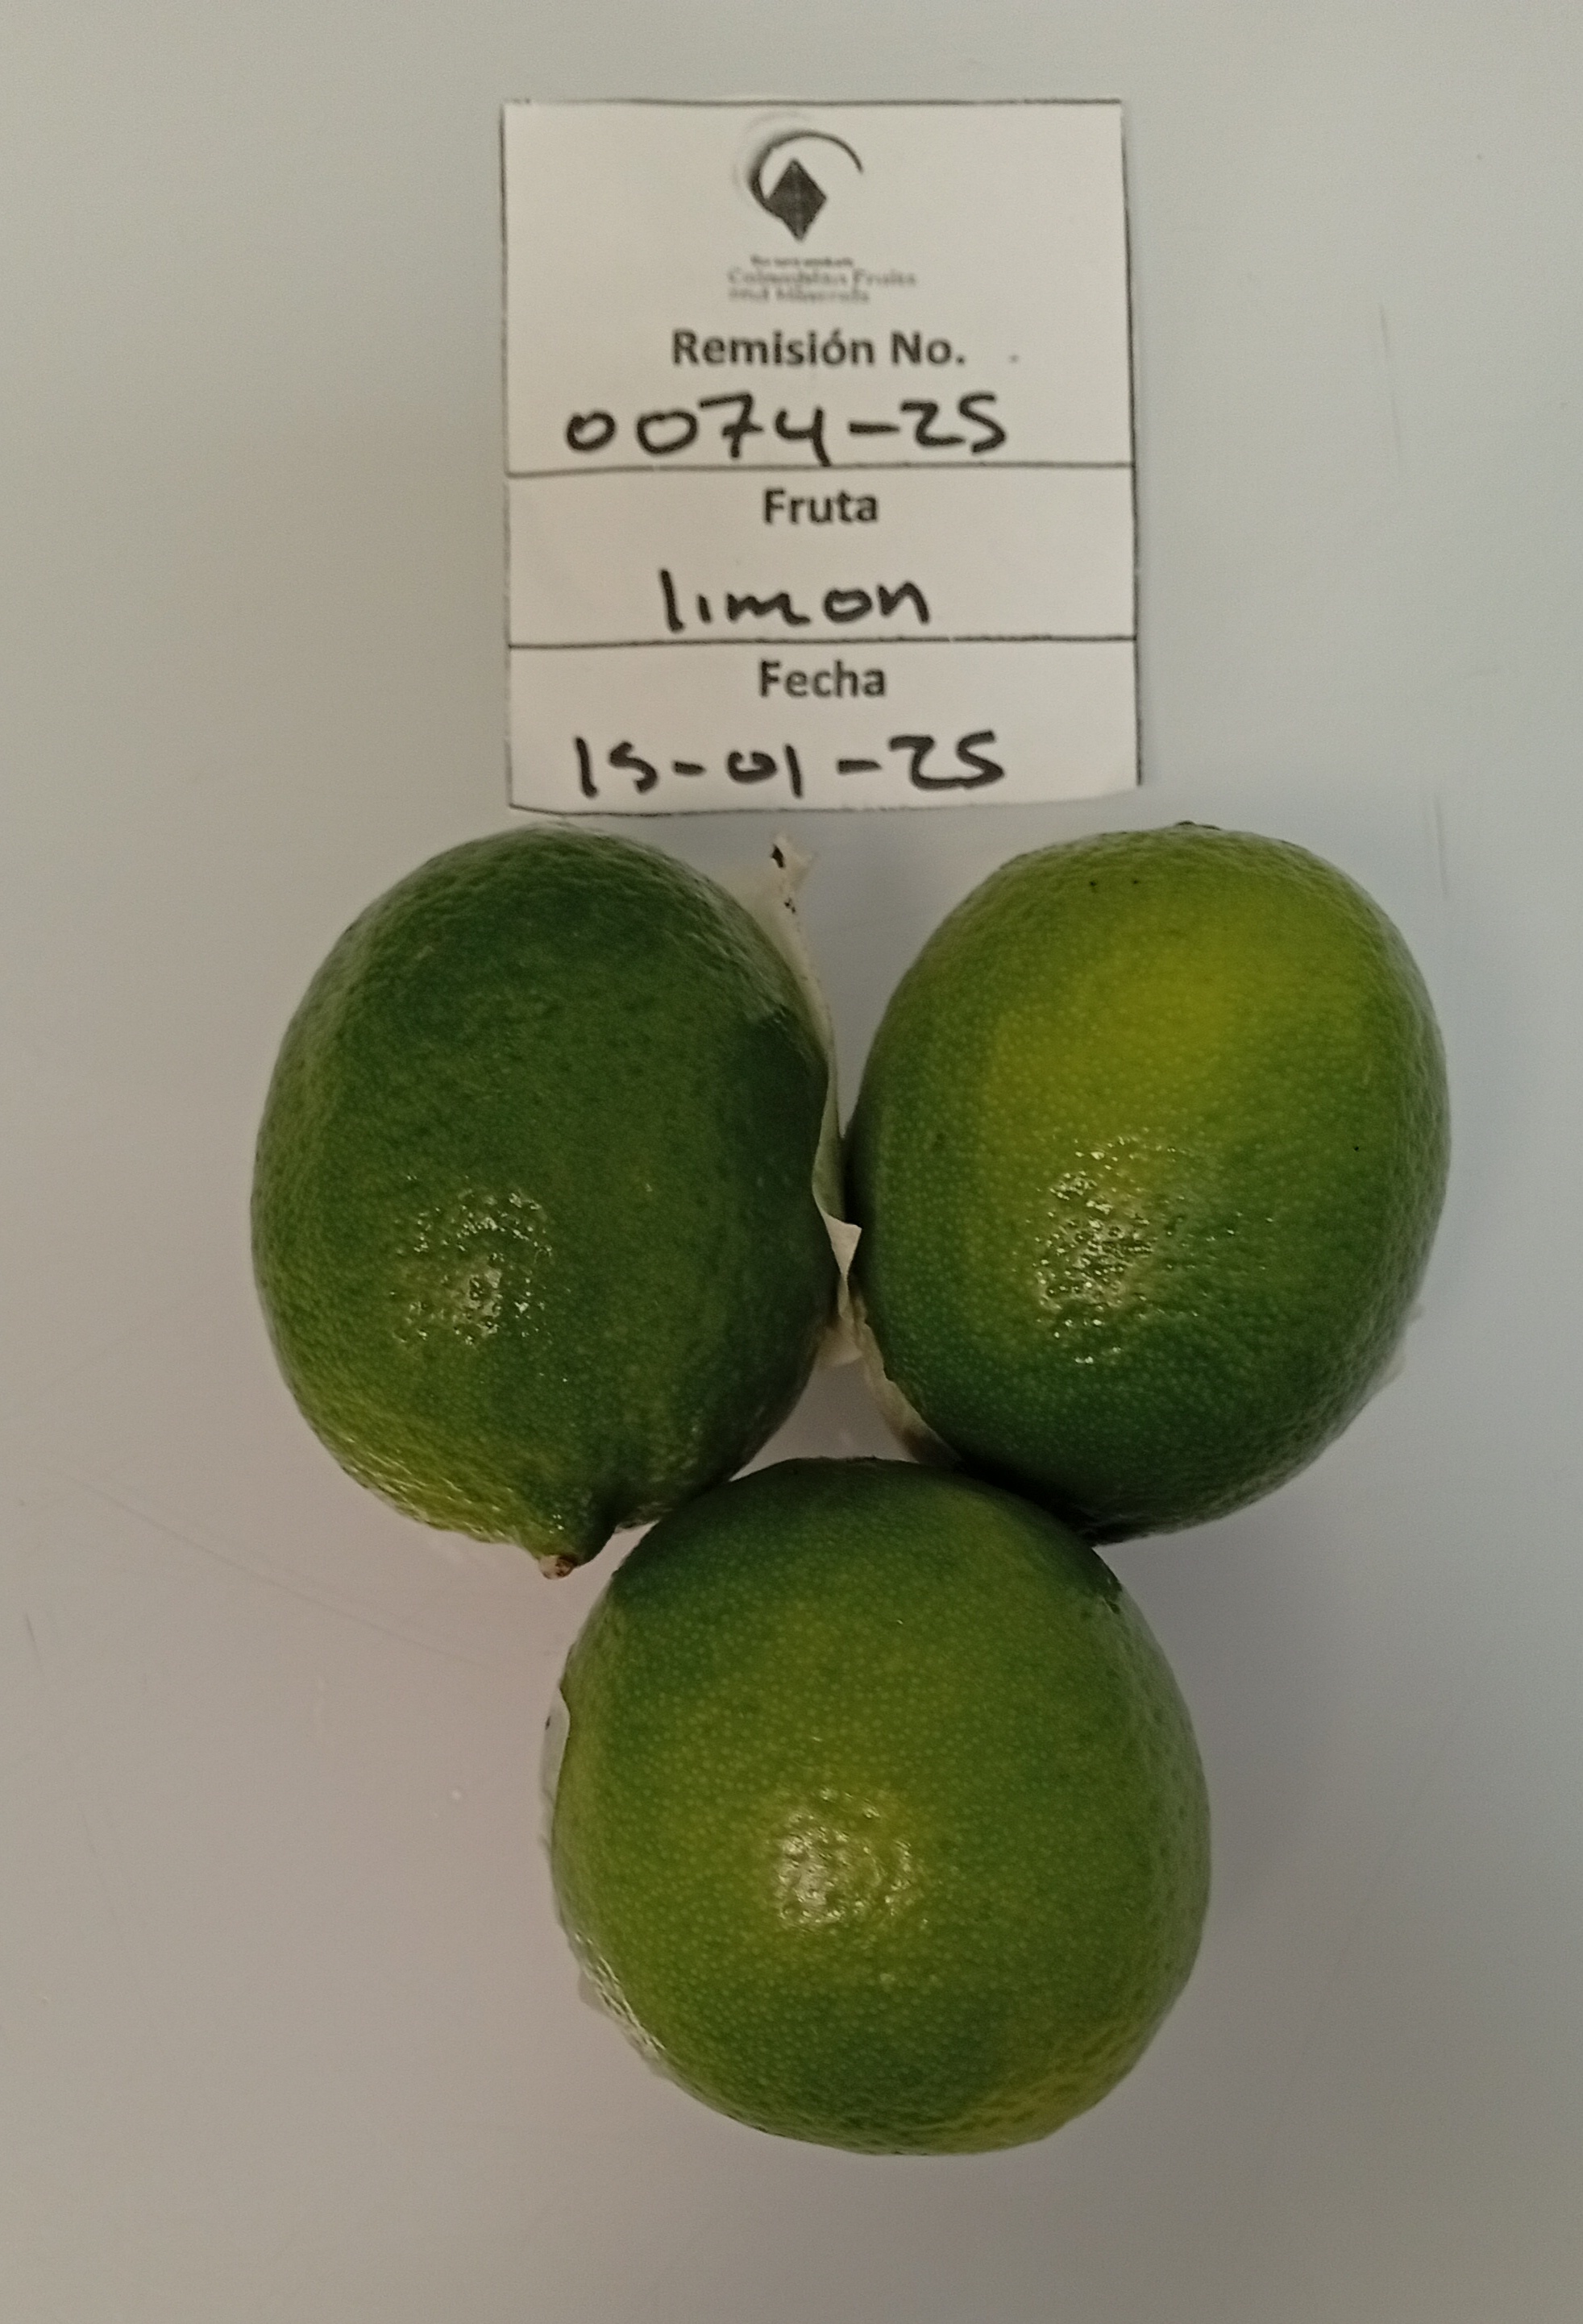 Colombian Fruits
and Minerals
Remisión No.
0074-25
Fruta
limon
Fecha
15-01-25